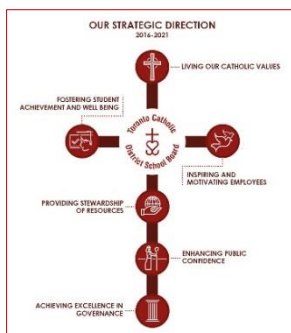 OUR STRATEGIC DIRECTION
2016-2021
LIVING OUR CATHOLIC VALUES
FOSTERING STUDENT
ACHIEVEMENT AND WELL BEING
Toronto Catholic
District School Board
INSPIRING AND
MOTIVATING EMPLOYEES
PROVIDING STEWARDSHIP
OF RESOURCES
ENHANCING PUBLIC
CONFIDENCE
ACHIEVING EXCELLENCE IN
GOVERNANCE